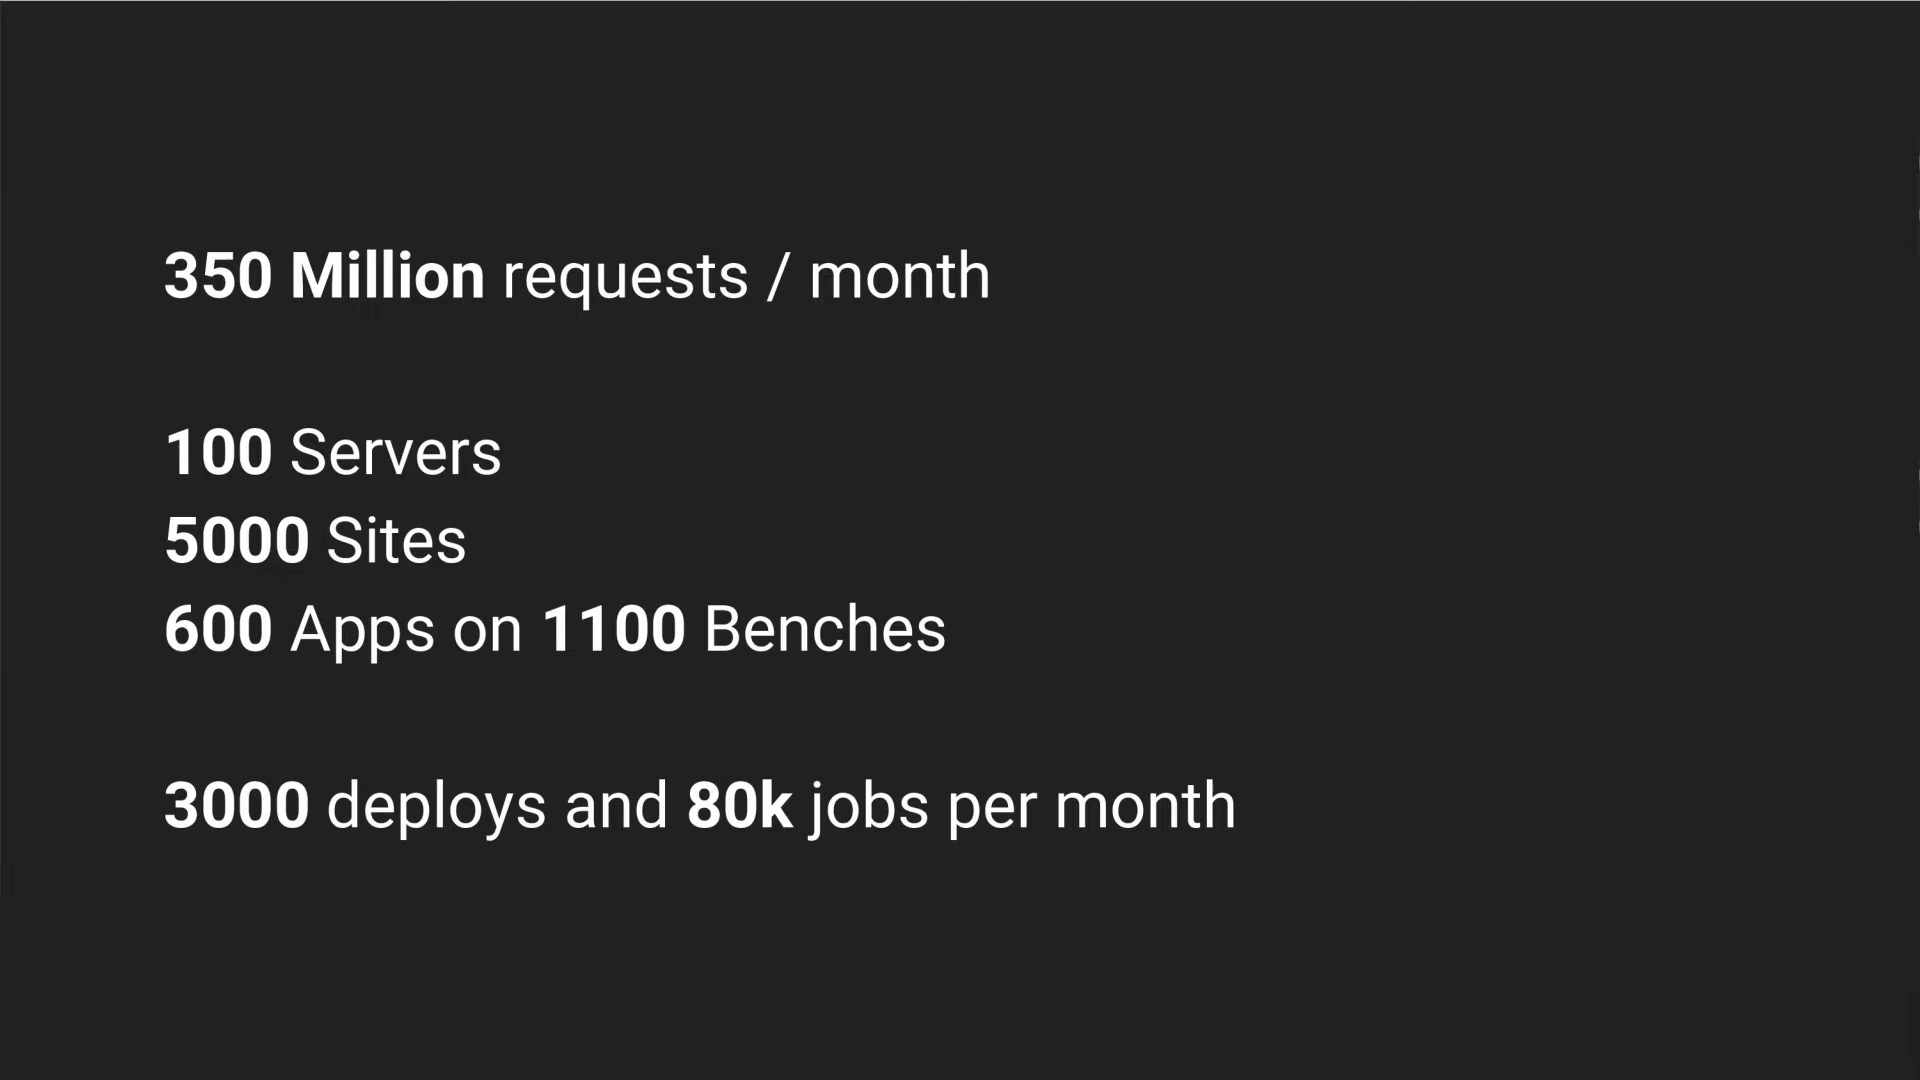 350 Million requests / month
100 Servers
5000 Sites
600 Apps on 1100 Benches
3000 deploys and 80k jobs per month